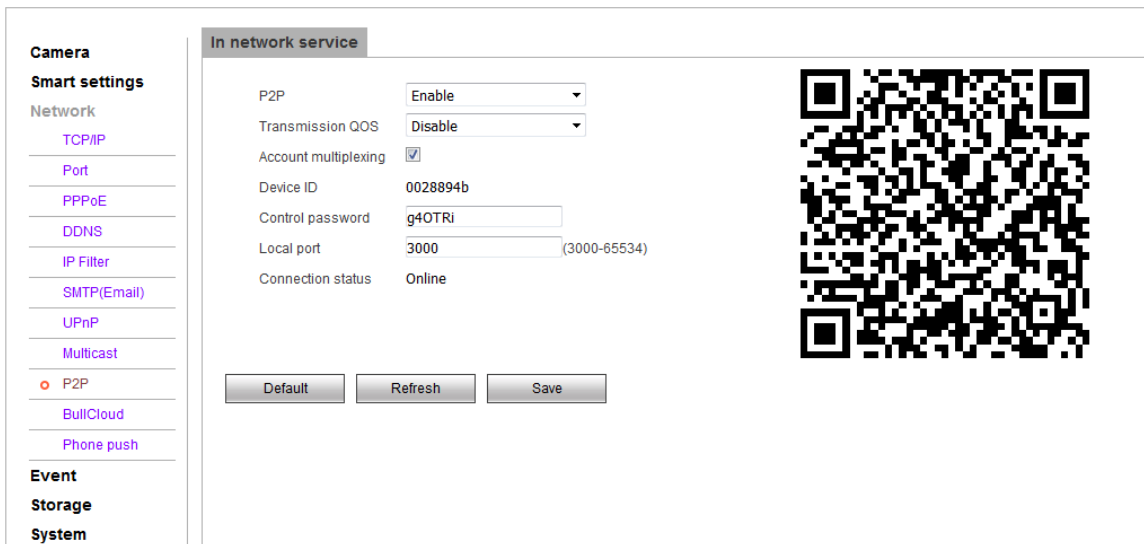 In network service
Camera
Smart settings
Network
TCP/IP
Port
PPPoE
DDNS
IP Filter
SMTP(Email)
UPnP
Multicast
P2P
BullCloud
Phone push
Event
Storage
System
P2P Enable
Transmission QOS Disable
Account multiplexing
Device ID 0028894b
Control password g4OTRi
Local port 3000 (3000-65534)
Connection status Online
Default Refresh Save